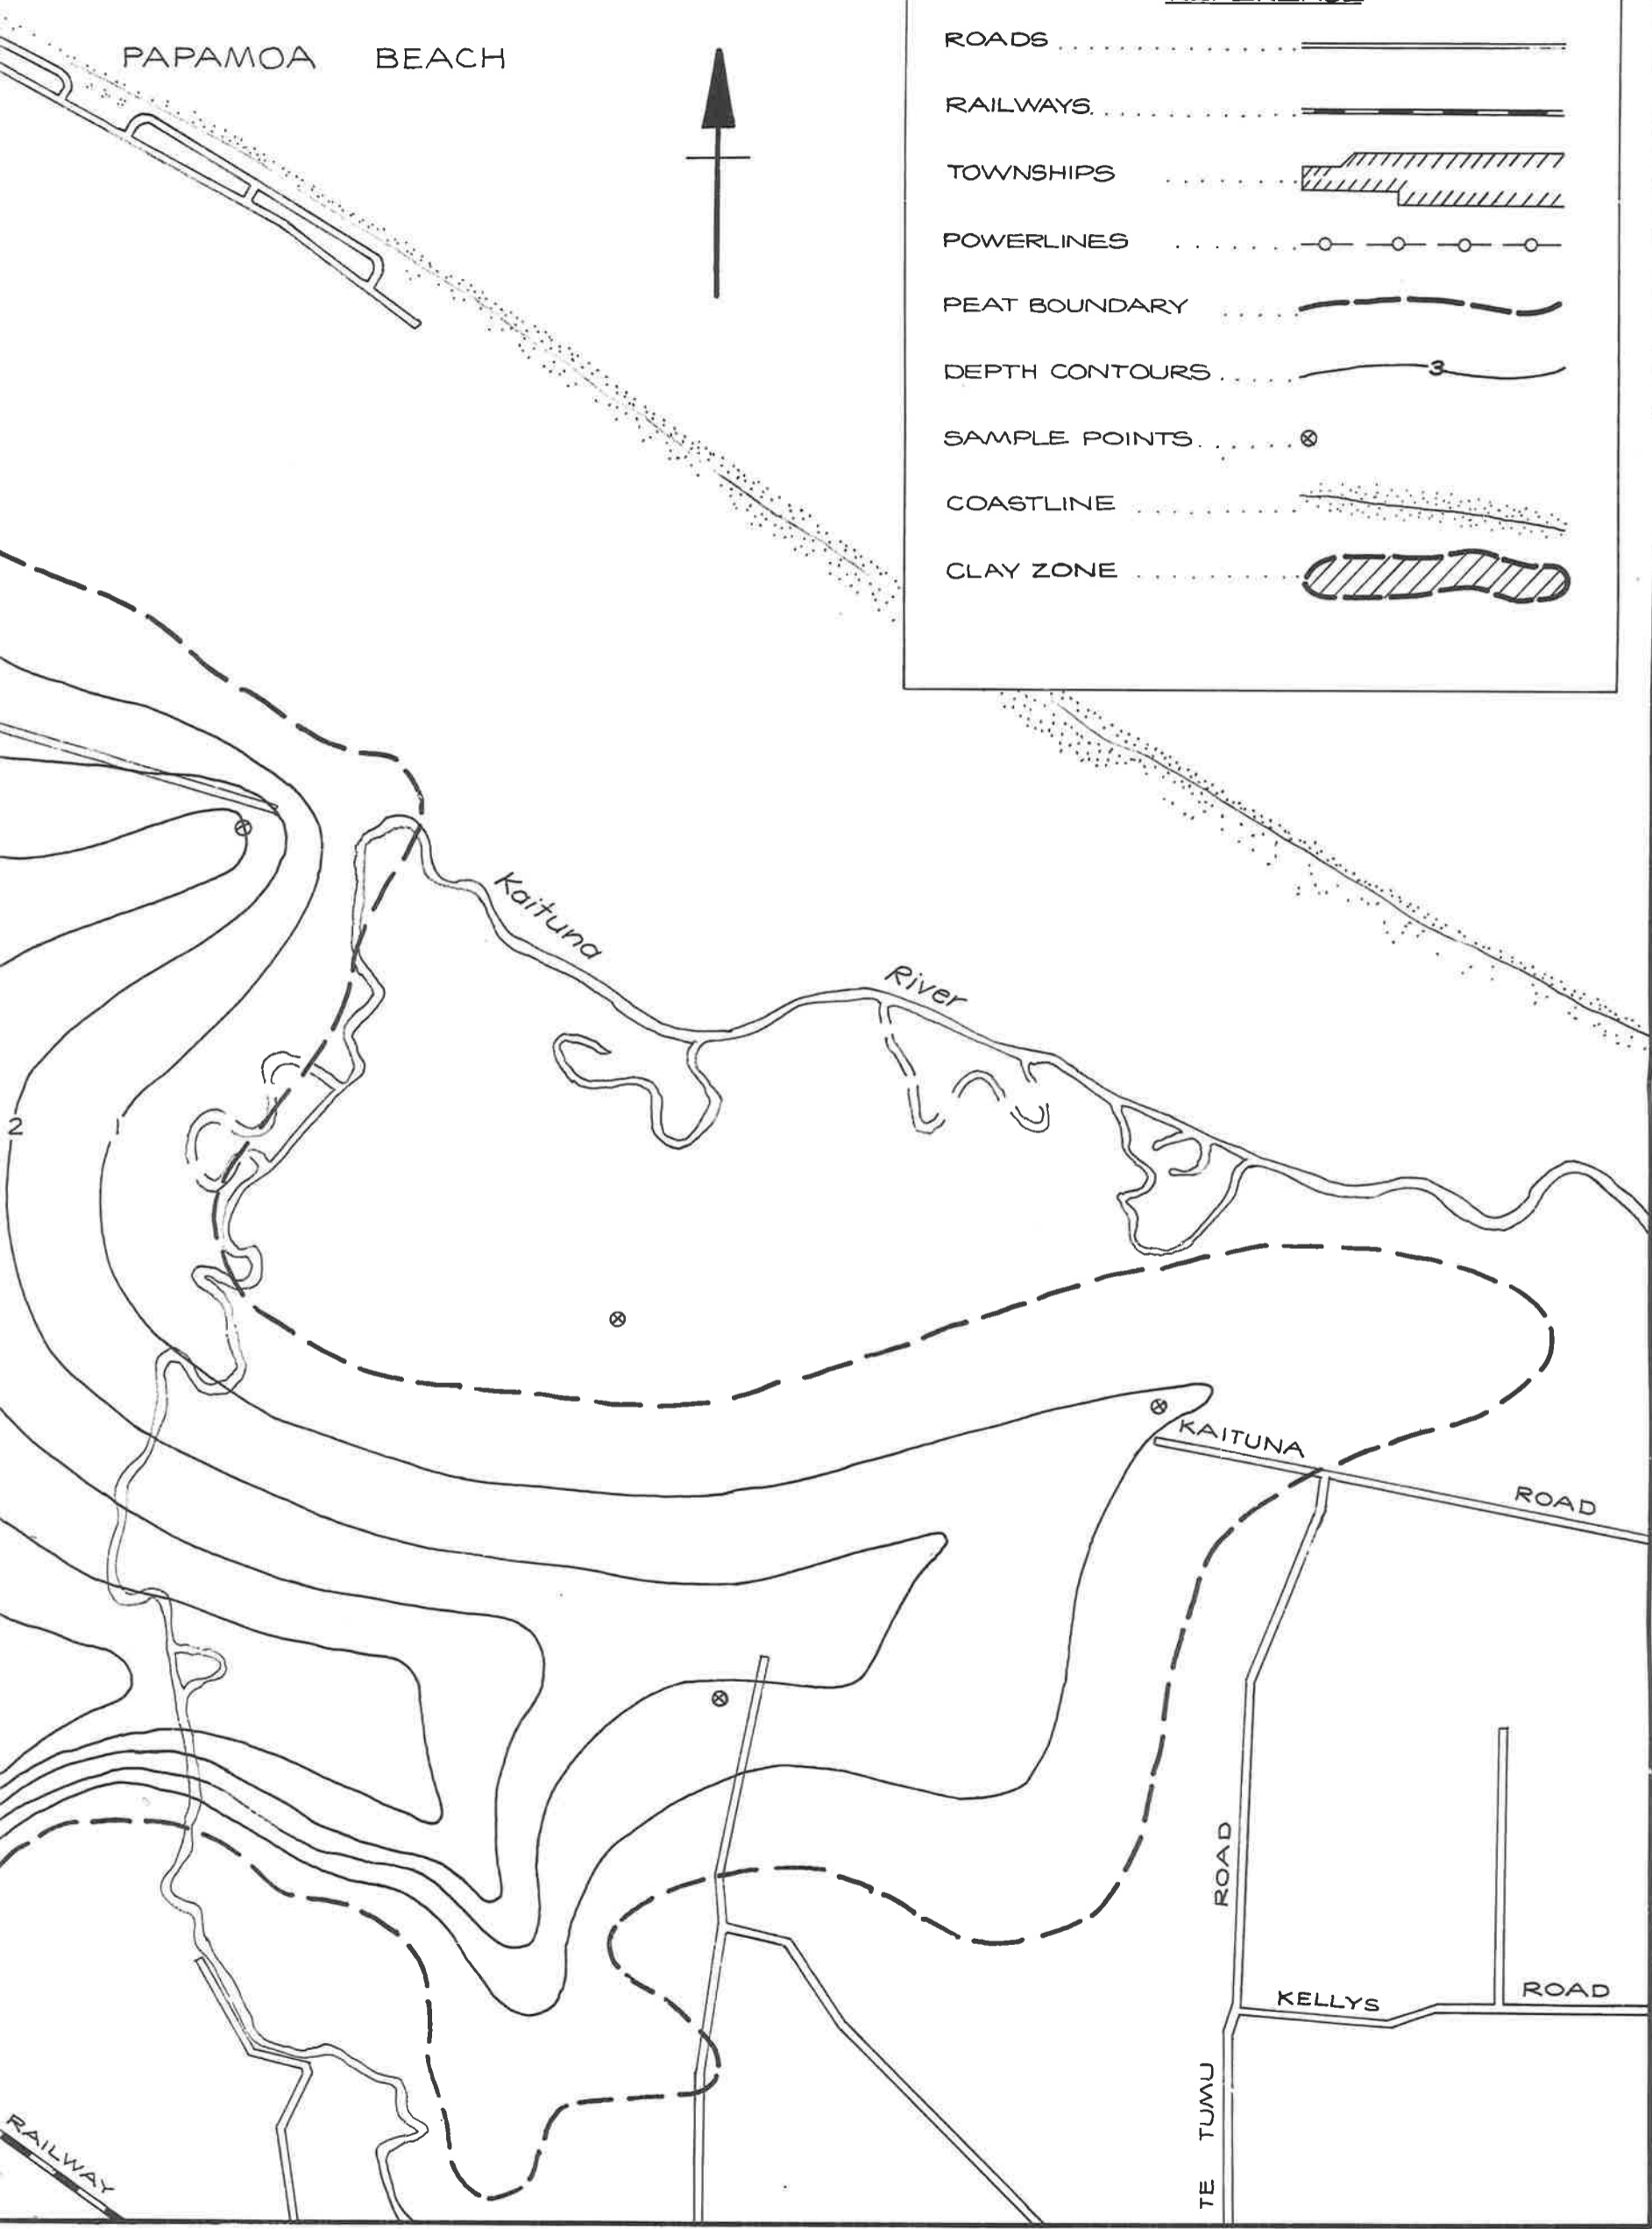 PAPAMOA BEACH
ROADS
RAILWAYS
TOWNSHIPS
POWERLINES
PEAT BOUNDARY
DEPTH CONTOURS 3
SAMPLE POINTS
COASTLINE
CLAY ZONE
Kaituna River
2 1
KAITUNA ROAD
ROAD
KELLYS ROAD
TE TUMU
RAILWAY